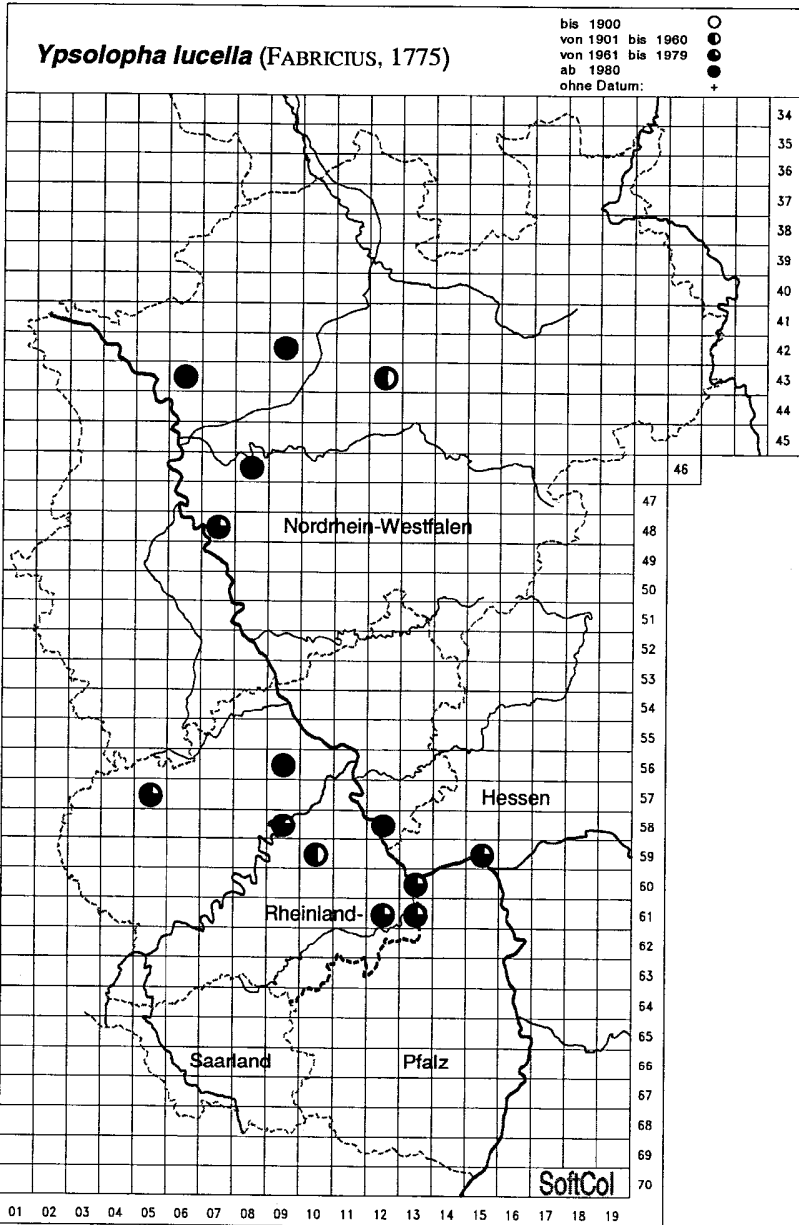 Ypsolopha lucella (FABRICIUS, 1775)
bis 1900
von 1901 bis 1960
von 1961 bis 1979
ab 1980
ohne Datum: +
34
35
36
37
38
39
40
41
42
43
44
45
46
47
48
Nordrhein-Westfalen
49
50
51
52
53
54
55
56
57
Hessen
58
59
60
61
Rheinland-
62
63
64
65
66
Saarland
Pfalz
67
68
69
70
SoftCol
01 02 03 04 05 06 07 08 09 10 11 12 13 14 15 16 17 18 19